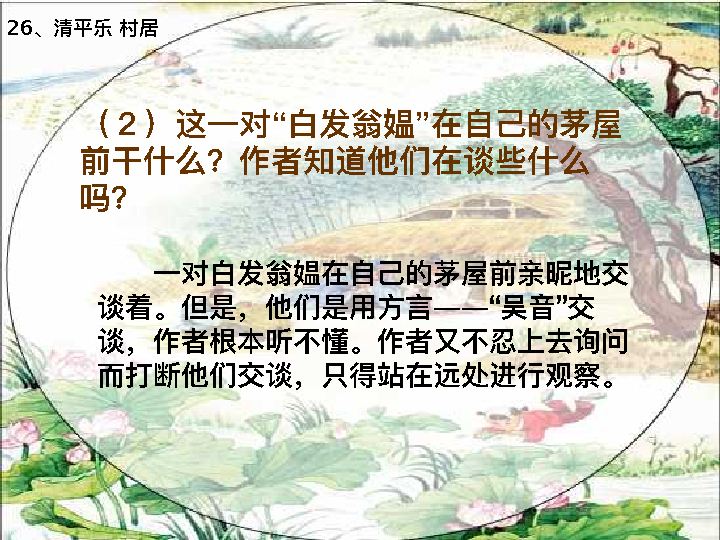 26、清平乐 村居
（2）这一对“白发翁媪”在自己的茅屋
前干什么？作者知道他们在谈些什么
吗？
一对白发翁媪在自己的茅屋前亲昵地交
谈着。但是，他们是用方言——“吴音”交
谈，作者根本听不懂。作者又不忍上去询问
而打断他们交谈，只得站在远处进行观察。